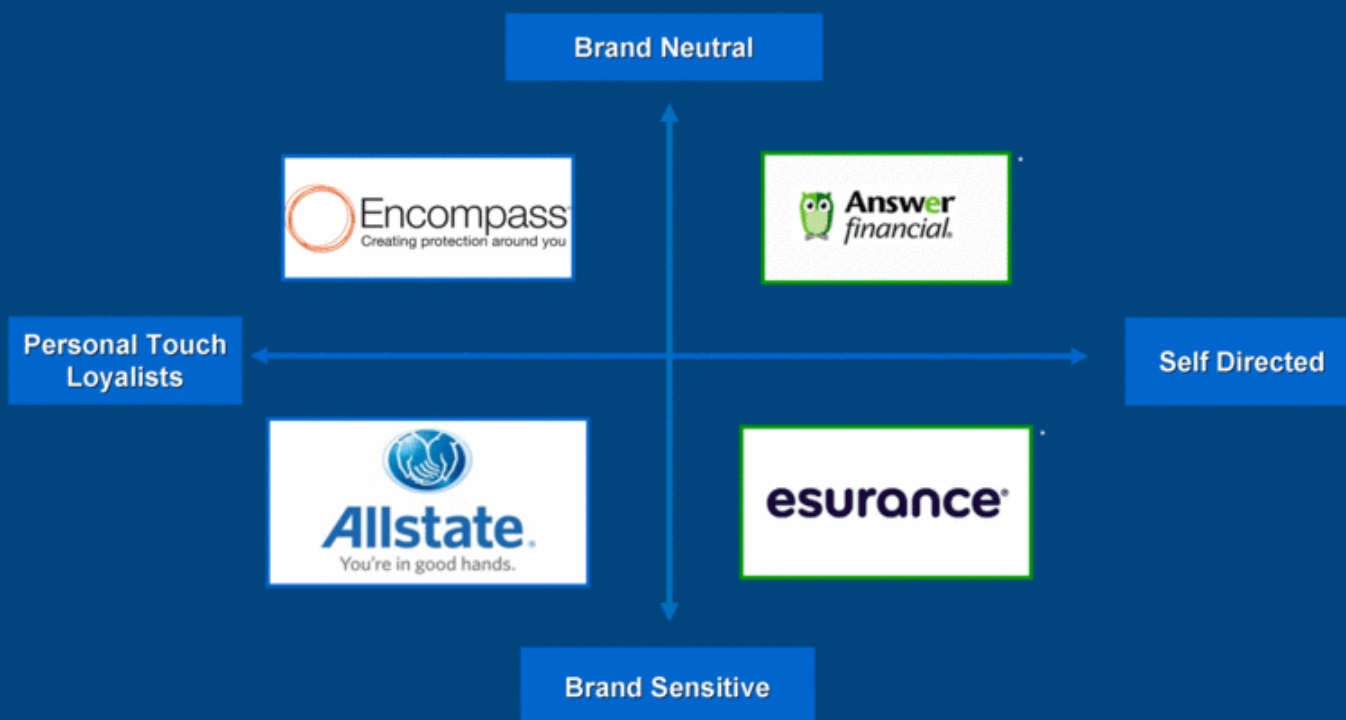 Brand Neutral
Encompass
Creating protection around you
Answer
financial®
Personal Touch
Loyalists
Self Directed
Allstate®
You're in good hands.
esurance®
Brand Sensitive